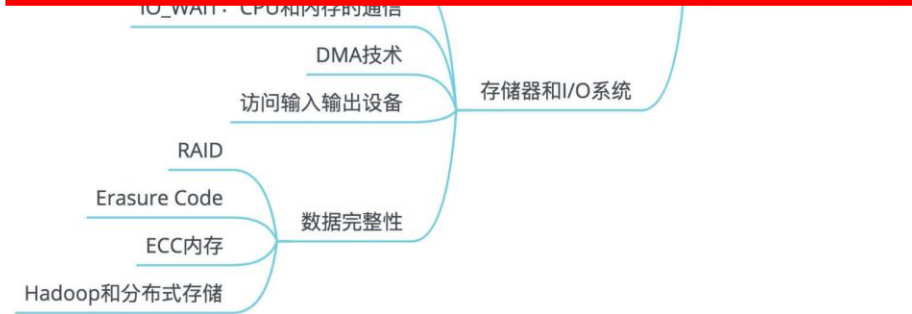 IO_WAIT：CPU和内存的通信
DMA技术
访问输入输出设备
存储器和I/O系统
RAID
Erasure Code
数据完整性
ECC内存
Hadoop和分布式存储